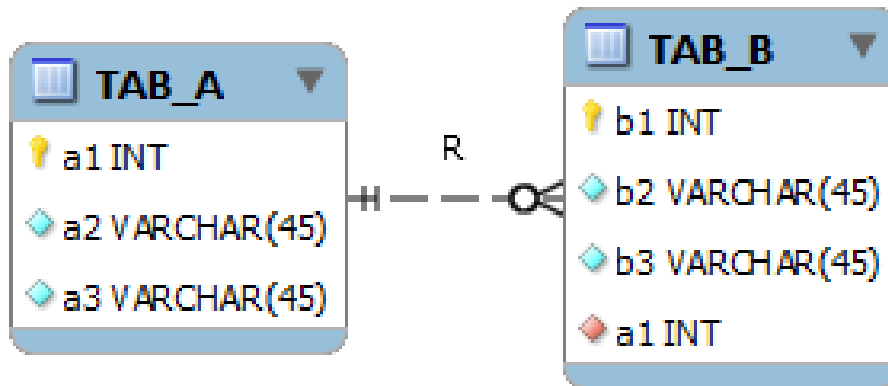 TAB_A
a1 INT
a2 VARCHAR(45)
a3 VARCHAR(45)
R
TAB_B
b1 INT
b2 VARCHAR(45)
b3 VARCHAR(45)
a1 INT